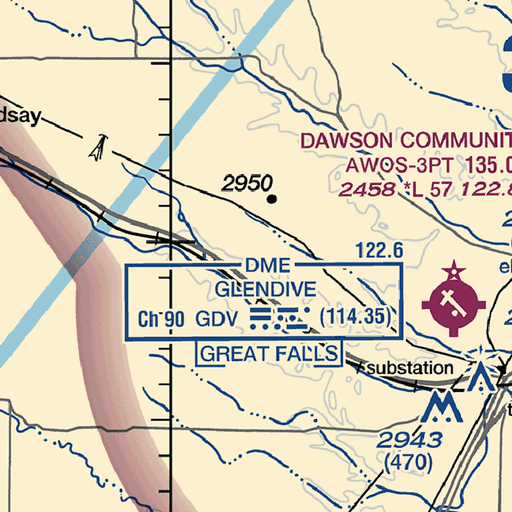 dsay
DAWSON COMMUNIT
AWOS-3PT 135.0
2458 *L 57 122.8
2950
122.6
DME
GLENDIVE
Ch 90 GDV (114.35)
GREAT FALLS
substation
2943
(470)